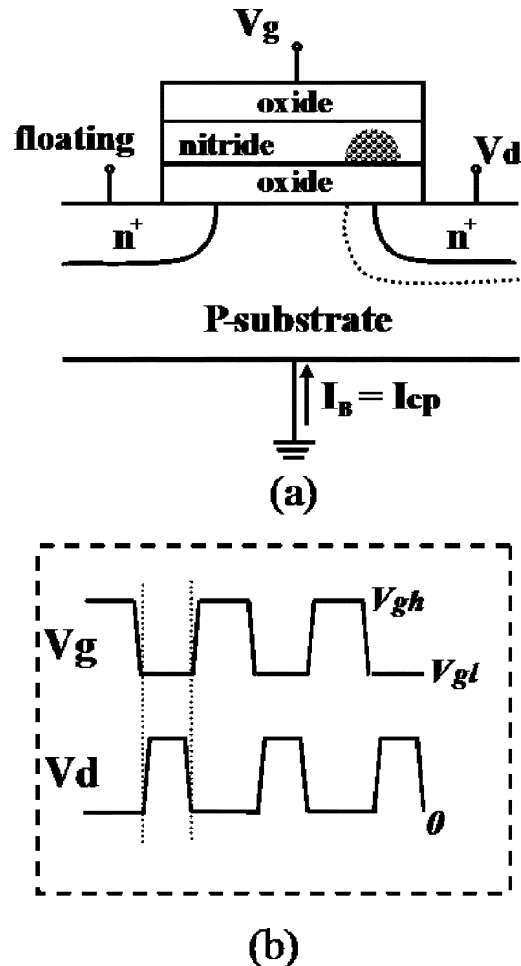 Vg
oxide
floating
nitride
Vd
oxide
n+
n+
P-substrate
IB = Icp
(a)
Vgh
Vg
Vgl
Vd
0
(b)